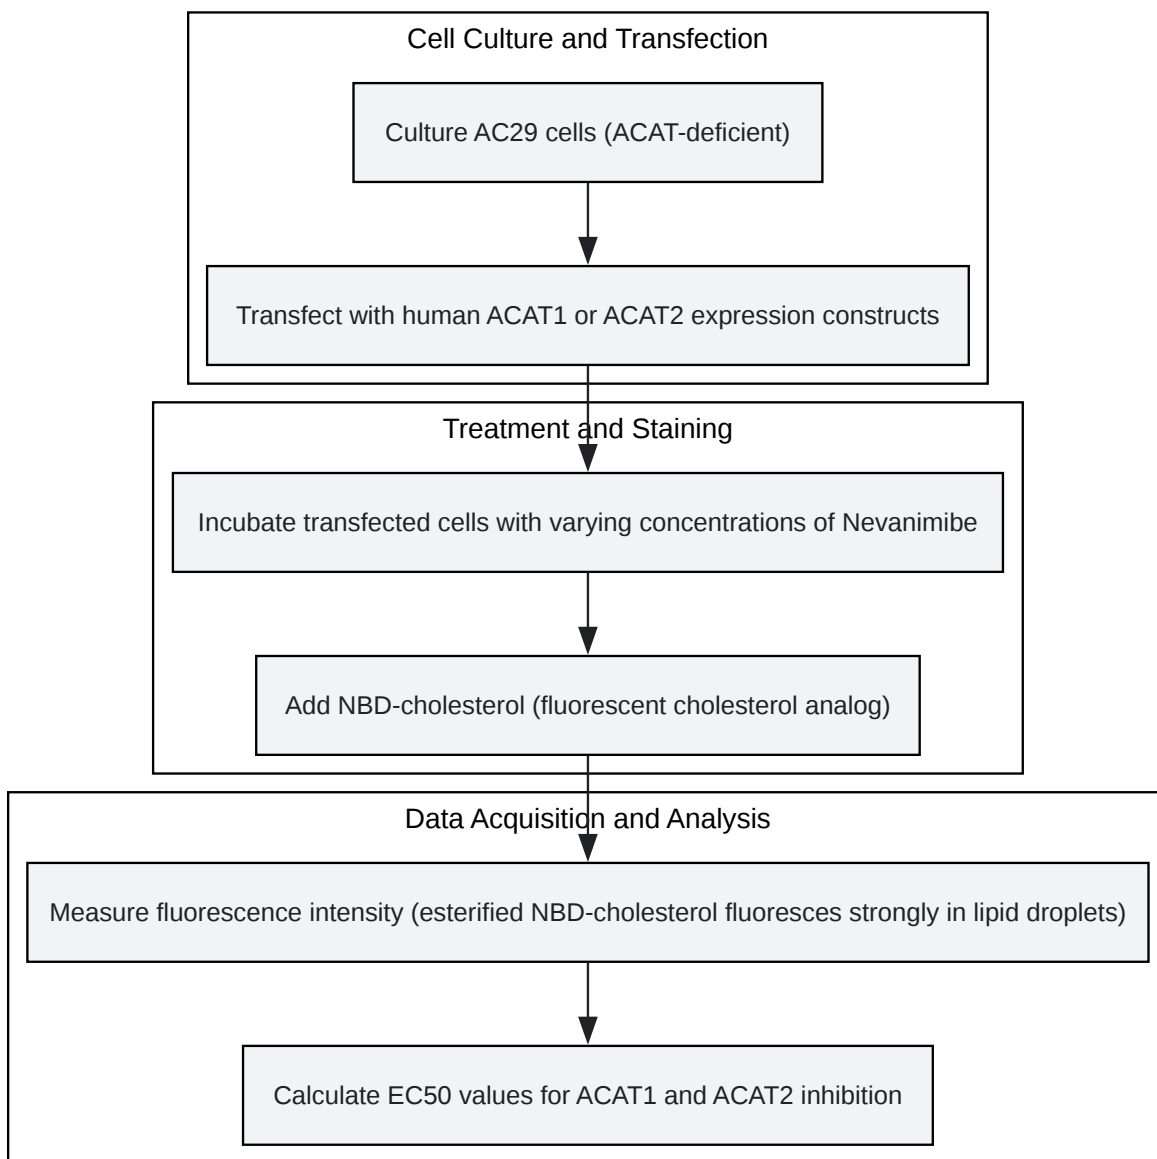 Cell Culture and Transfection
Culture AC29 cells (ACAT-deficient)
Transfect with human ACAT1 or ACAT2 expression constructs
Treatment and Staining
Incubate transfected cells with varying concentrations of Nevanimibe
Add NBD-cholesterol (fluorescent cholesterol analog)
Data Acquisition and Analysis
Measure fluorescence intensity (esterified NBD-cholesterol fluoresces strongly in lipid droplets)
Calculate EC50 values for ACAT1 and ACAT2 inhibition